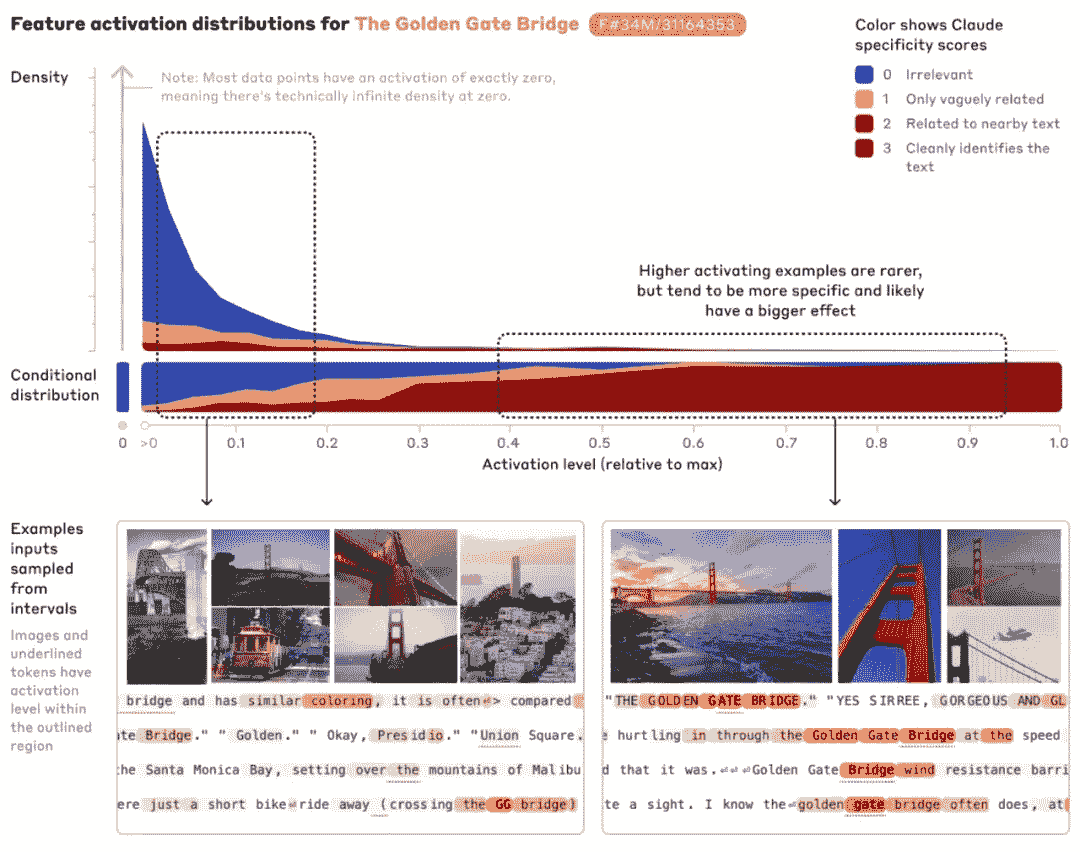 Feature activation distributions for The Golden Gate Bridge F#34M/31164353
Color shows Claude
specificity scores
0 Irrelevant
1 Only vaguely related
2 Related to nearby text
3 Cleanly identifies the
text
Density
Note: Most data points have an activation of exactly zero,
meaning there's technically infinite density at zero.
Higher activating examples are rarer,
but tend to be more specific and likely
have a bigger effect
Conditional
distribution
0 >0 0.1 0.2 0.3 0.4 0.5 0.6 0.7 0.8 0.9 1.0
Activation level (relative to max)
Examples
inputs
sampled
from
intervals
Images and
underlined
tokens have
activation
level within
the outlined
region
bridge and has similar coloring, it is often⏎> compared
ate Bridge." " Golden." " Okay, Presidio." "Union Square.
the Santa Monica Bay, setting over the mountains of Malibu
ere just a short bike⏎ride away (crossing the GG bridge)
"THE GOLDEN GATE BRIDGE." "YES SIRREE, GORGEOUS AND GL
e hurtling in through the Golden Gate Bridge at the speed
d that it was.⏎⏎⏎Golden Gate Bridge wind resistance barri
te a sight. I know the⏎golden gate bridge often does, at